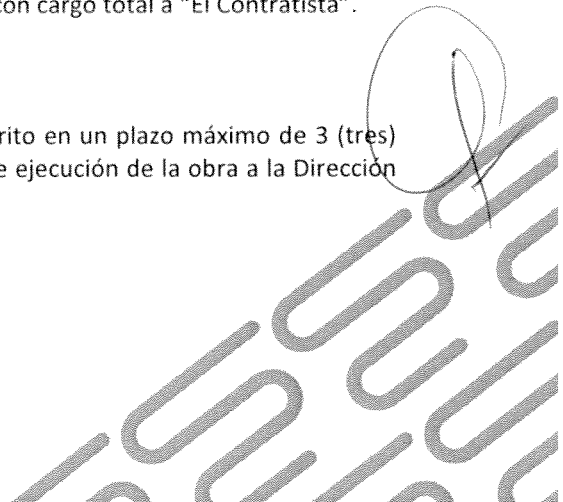 con cargo total a "El Contratista".
rito en un plazo máximo de 3 (tres)
e ejecución de la obra a la Dirección